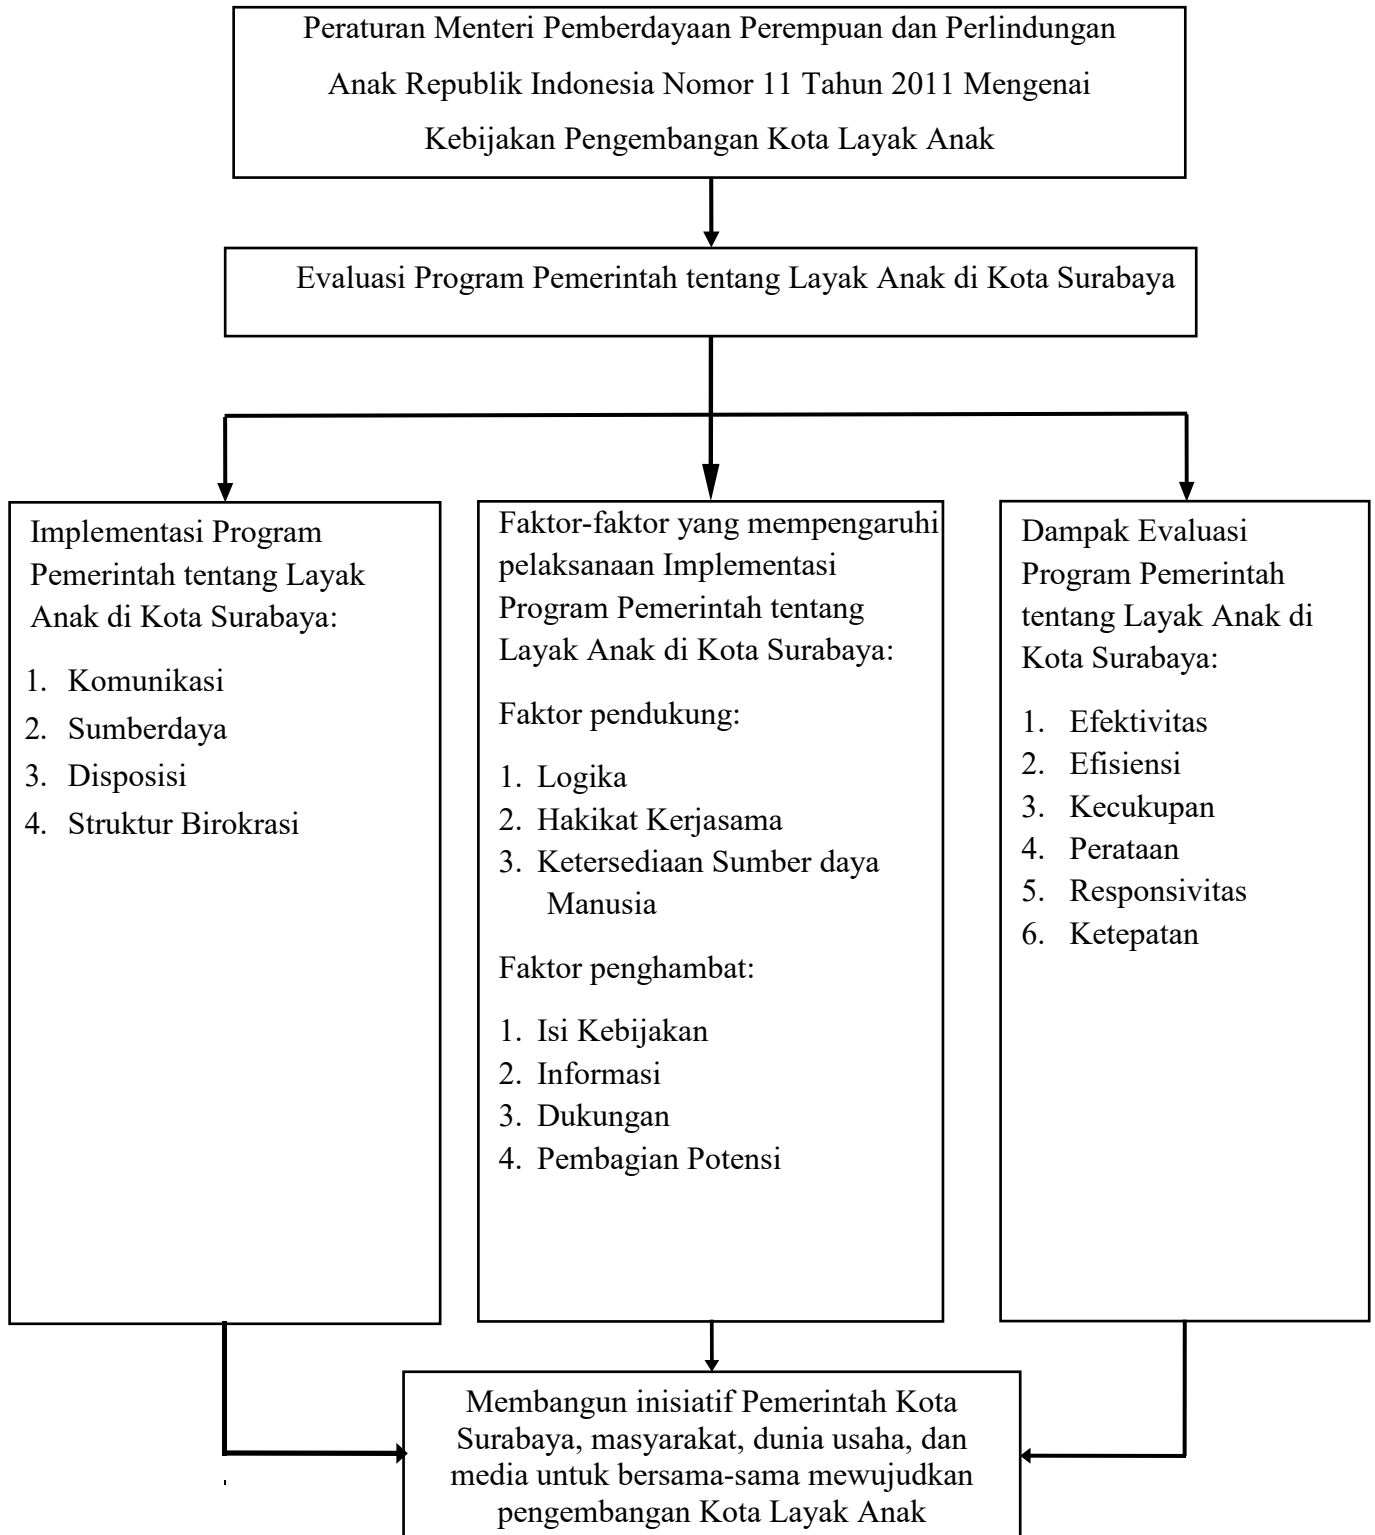 Peraturan Menteri Pemberdayaan Perempuan dan Perlindungan
Anak Republik Indonesia Nomor 11 Tahun 2011 Mengenai
Kebijakan Pengembangan Kota Layak Anak
Evaluasi Program Pemerintah tentang Layak Anak di Kota Surabaya
Implementasi Program
Pemerintah tentang Layak
Anak di Kota Surabaya:
1. Komunikasi
2. Sumberdaya
3. Disposisi
4. Struktur Birokrasi
Faktor-faktor yang mempengaruhi
pelaksanaan Implementasi
Program Pemerintah tentang
Layak Anak di Kota Surabaya:
Faktor pendukung:
1. Logika
2. Hakikat Kerjasama
3. Ketersediaan Sumber daya
Manusia
Faktor penghambat:
1. Isi Kebijakan
2. Informasi
3. Dukungan
4. Pembagian Potensi
Dampak Evaluasi
Program Pemerintah
tentang Layak Anak di
Kota Surabaya:
1. Efektivitas
2. Efisiensi
3. Kecukupan
4. Perataan
5. Responsivitas
6. Ketepatan
Membangun inisiatif Pemerintah Kota
Surabaya, masyarakat, dunia usaha, dan
media untuk bersama-sama mewujudkan
pengembangan Kota Layak Anak